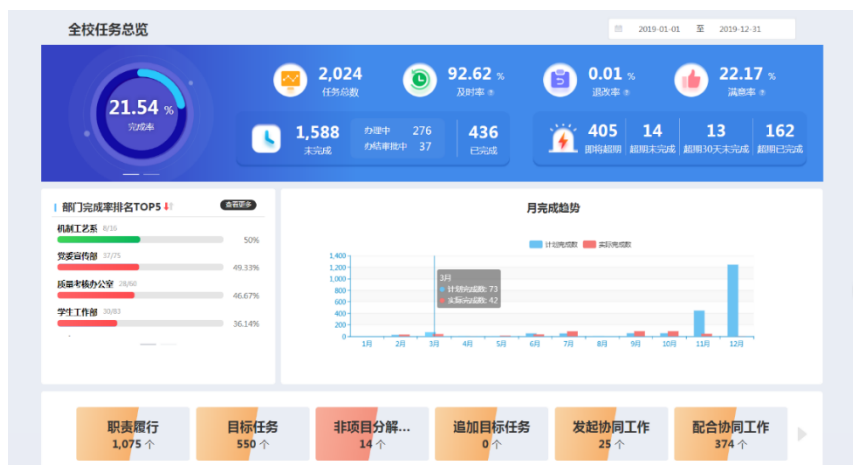 全校任务总览
2019-01-01 至 2019-12-31
21.54 %
完成率
2,024
任务总数
92.62 %
及时率
0.01 %
退改率
22.17 %
满意率
1,588
未完成
办理中 276
办结审批中 37
436
已完成
405
即将超期
14
超期未完成
13
超期30天未完成
162
超期已完成
部门完成率排名TOP5
查看更多
机制工艺系 8/16
50%
党委宣传部 37/75
49.33%
质量考核办公室 28/60
46.67%
学生工作部 30/83
36.14%
月完成趋势
计划完成数 实际完成数
1,400
1,200
1,000
800
600
400
200
0
3月
计划完成数: 73
实际完成数: 42
1月 2月 3月 4月 5月 6月 7月 8月 9月 10月 11月 12月
职责履行
1,075 个
目标任务
550 个
非项目分解...
14 个
追加目标任务
0 个
发起协同工作
25 个
配合协同工作
374 个